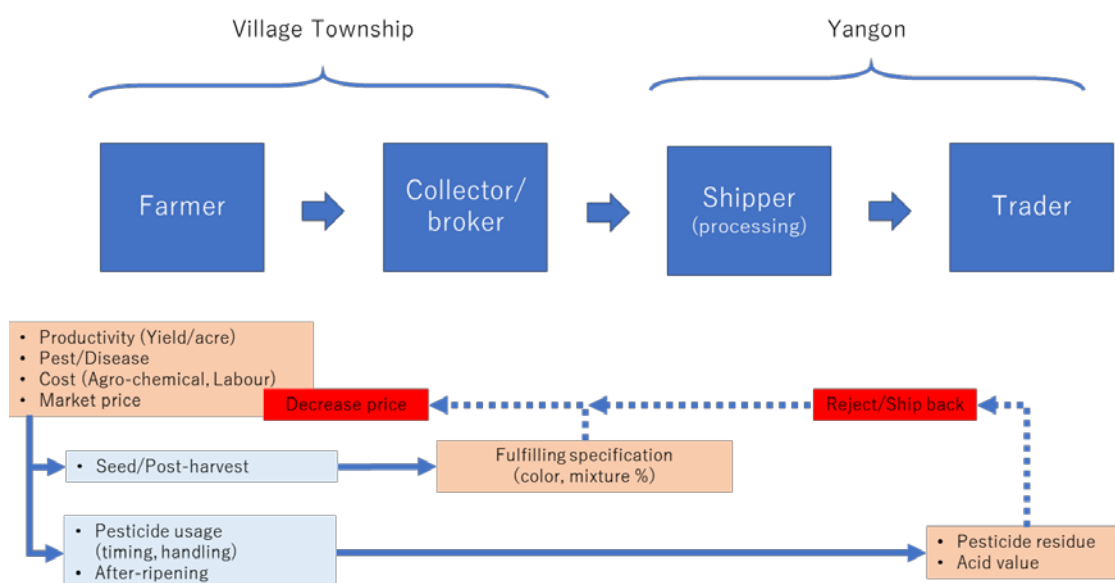 Village Township
Yangon
Farmer
Collector/
broker
Shipper
(processing)
Trader
• Productivity (Yield/acre)
• Pest/Disease
• Cost (Agro-chemical, Labour)
• Market price
Decrease price
Reject/Ship back
• Seed/Post-harvest
Fulfilling specification
(color, mixture %)
• Pesticide usage
(timing, handling)
• After-ripening
• Pesticide residue
• Acid value